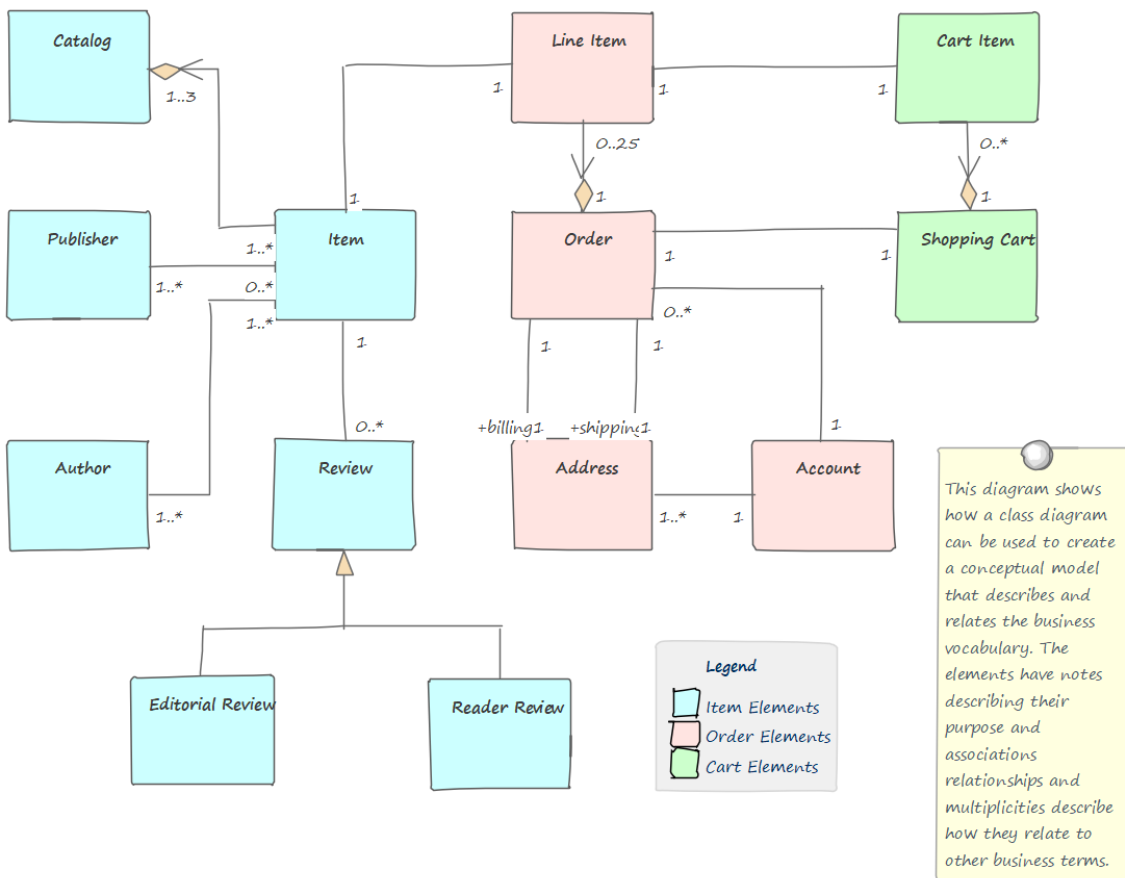 Catalog
Line Item
Cart Item
1..3
1
1
1
0..25
0..*
1
1
1
Publisher
Item
Order
Shopping Cart
1..*
1
1
1..*
0..*
0..*
1..*
1
1
1
0..*
1
+billing1
+shipping1
Author
Review
Address
Account
1..*
1..*
1
This diagram shows
how a class diagram
can be used to create
a conceptual model
that describes and
relates the business
vocabulary. The
elements have notes
describing their
purpose and
associations
relationships and
multiplicities describe
how they relate to
other business terms.
Editorial Review
Reader Review
Legend
Item Elements
Order Elements
Cart Elements